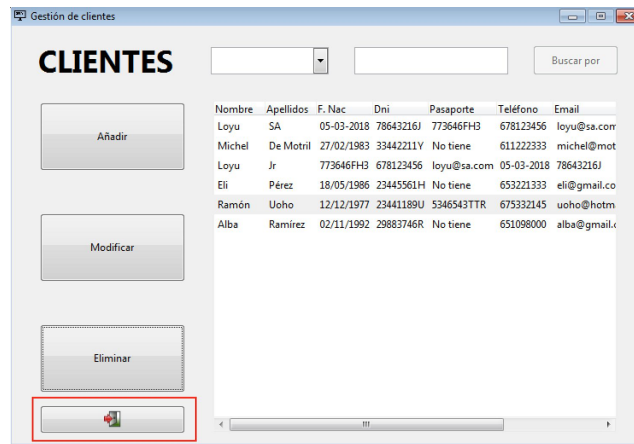 Gestión de clientes
CLIENTES
Buscar por
Añadir
Modificar
Eliminar
Nombre Apellidos F. Nac Dni Pasaporte Teléfono Email
Loyu SA 05-03-2018 78643216J 773646FH3 678123456 loyu@sa.com
Michel De Motril 27/02/1983 33442211Y No tiene 611222333 michel@mot
Loyu Jr 773646FH3 678123456 loyu@sa.com 05-03-2018 78643216J
Eli Pérez 18/05/1986 23445561H No tiene 653221333 eli@gmail.co
Ramón Uoho 12/12/1977 23441189U 5346543TTR 675332145 uoho@hotm
Alba Ramírez 02/11/1992 29883746R No tiene 651098000 alba@gmail.c